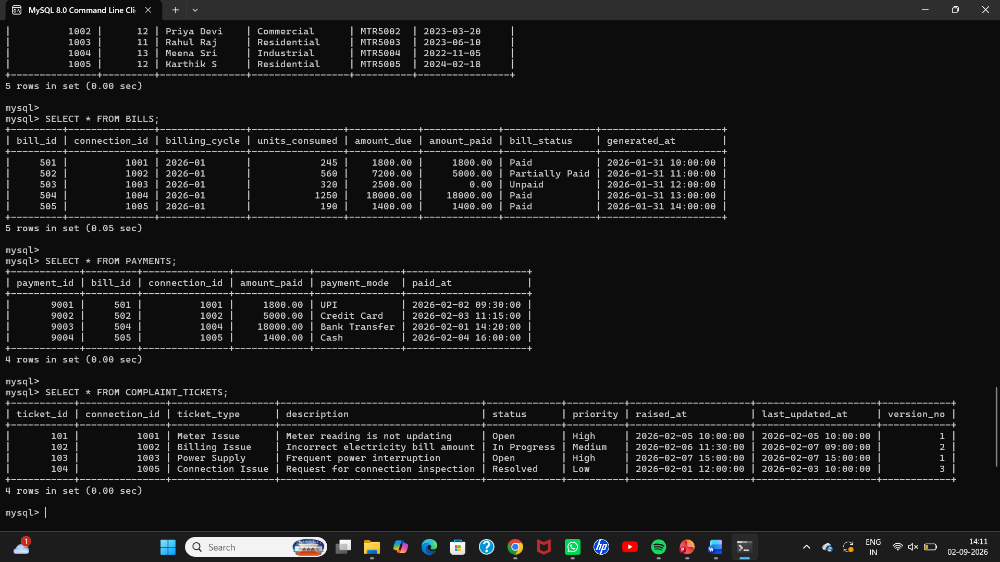 MySQL 8.0 Command Line Cli
|          1002 |      12 | Priya Devi    | Commercial      | MTR5002  | 2023-03-20     |
|          1003 |      11 | Rahul Raj     | Residential     | MTR5003  | 2023-06-10     |
|          1004 |      13 | Meena Sri     | Industrial      | MTR5004  | 2022-11-05     |
|          1005 |      12 | Karthik S     | Residential     | MTR5005  | 2024-02-18     |
+---------------+---------+---------------+-----------------+----------+----------------+
5 rows in set (0.00 sec)
mysql>
mysql> SELECT * FROM BILLS;
+---------+---------------+---------------+----------------+------------+-------------+----------------+---------------------+
| bill_id | connection_id | billing_cycle | units_consumed | amount_due | amount_paid | bill_status    | generated_at        |
+---------+---------------+---------------+----------------+------------+-------------+----------------+---------------------+
|     501 |          1001 | 2026-01       |            245 |    1800.00 |     1800.00 | Paid           | 2026-01-31 10:00:00 |
|     502 |          1002 | 2026-01       |            560 |    7200.00 |     5000.00 | Partially Paid | 2026-01-31 11:00:00 |
|     503 |          1003 | 2026-01       |            320 |    2500.00 |        0.00 | Unpaid         | 2026-01-31 12:00:00 |
|     504 |          1004 | 2026-01       |           1250 |   18000.00 |    18000.00 | Paid           | 2026-01-31 13:00:00 |
|     505 |          1005 | 2026-01       |            190 |    1400.00 |     1400.00 | Paid           | 2026-01-31 14:00:00 |
+---------+---------------+---------------+----------------+------------+-------------+----------------+---------------------+
5 rows in set (0.05 sec)
mysql>
mysql> SELECT * FROM PAYMENTS;
+------------+---------+---------------+-------------+---------------+---------------------+
| payment_id | bill_id | connection_id | amount_paid | payment_mode  | paid_at             |
+------------+---------+---------------+-------------+---------------+---------------------+
|       9001 |     501 |          1001 |     1800.00 | UPI           | 2026-02-02 09:30:00 |
|       9002 |     502 |          1002 |     5000.00 | Credit Card   | 2026-02-03 11:15:00 |
|       9003 |     504 |          1004 |    18000.00 | Bank Transfer | 2026-02-01 14:20:00 |
|       9004 |     505 |          1005 |     1400.00 | Cash          | 2026-02-04 16:00:00 |
+------------+---------+---------------+-------------+---------------+---------------------+
4 rows in set (0.00 sec)
mysql>
mysql> SELECT * FROM COMPLAINT_TICKETS;
+-----------+---------------+------------------+-----------------------------------+-------------+----------+---------------------+---------------------+------------+
| ticket_id | connection_id | ticket_type      | description                       | status      | priority | raised_at           | last_updated_at     | version_no |
+-----------+---------------+------------------+-----------------------------------+-------------+----------+---------------------+---------------------+------------+
|       101 |          1001 | Meter Issue      | Meter reading is not updating     | Open        | High     | 2026-02-05 10:00:00 | 2026-02-05 10:00:00 |          1 |
|       102 |          1002 | Billing Issue    | Incorrect electricity bill amount | In Progress | Medium   | 2026-02-06 11:30:00 | 2026-02-07 09:00:00 |          2 |
|       103 |          1003 | Power Supply     | Frequent power interruption       | Open        | High     | 2026-02-07 15:00:00 | 2026-02-07 15:00:00 |          1 |
|       104 |          1005 | Connection Issue | Request for connection inspection | Resolved    | Low      | 2026-02-01 12:00:00 | 2026-02-03 10:00:00 |          3 |
+-----------+---------------+------------------+-----------------------------------+-------------+----------+---------------------+---------------------+------------+
4 rows in set (0.00 sec)
mysql>
1
Search
hp
P
W
ENG
IN
14:11
02-09-2026